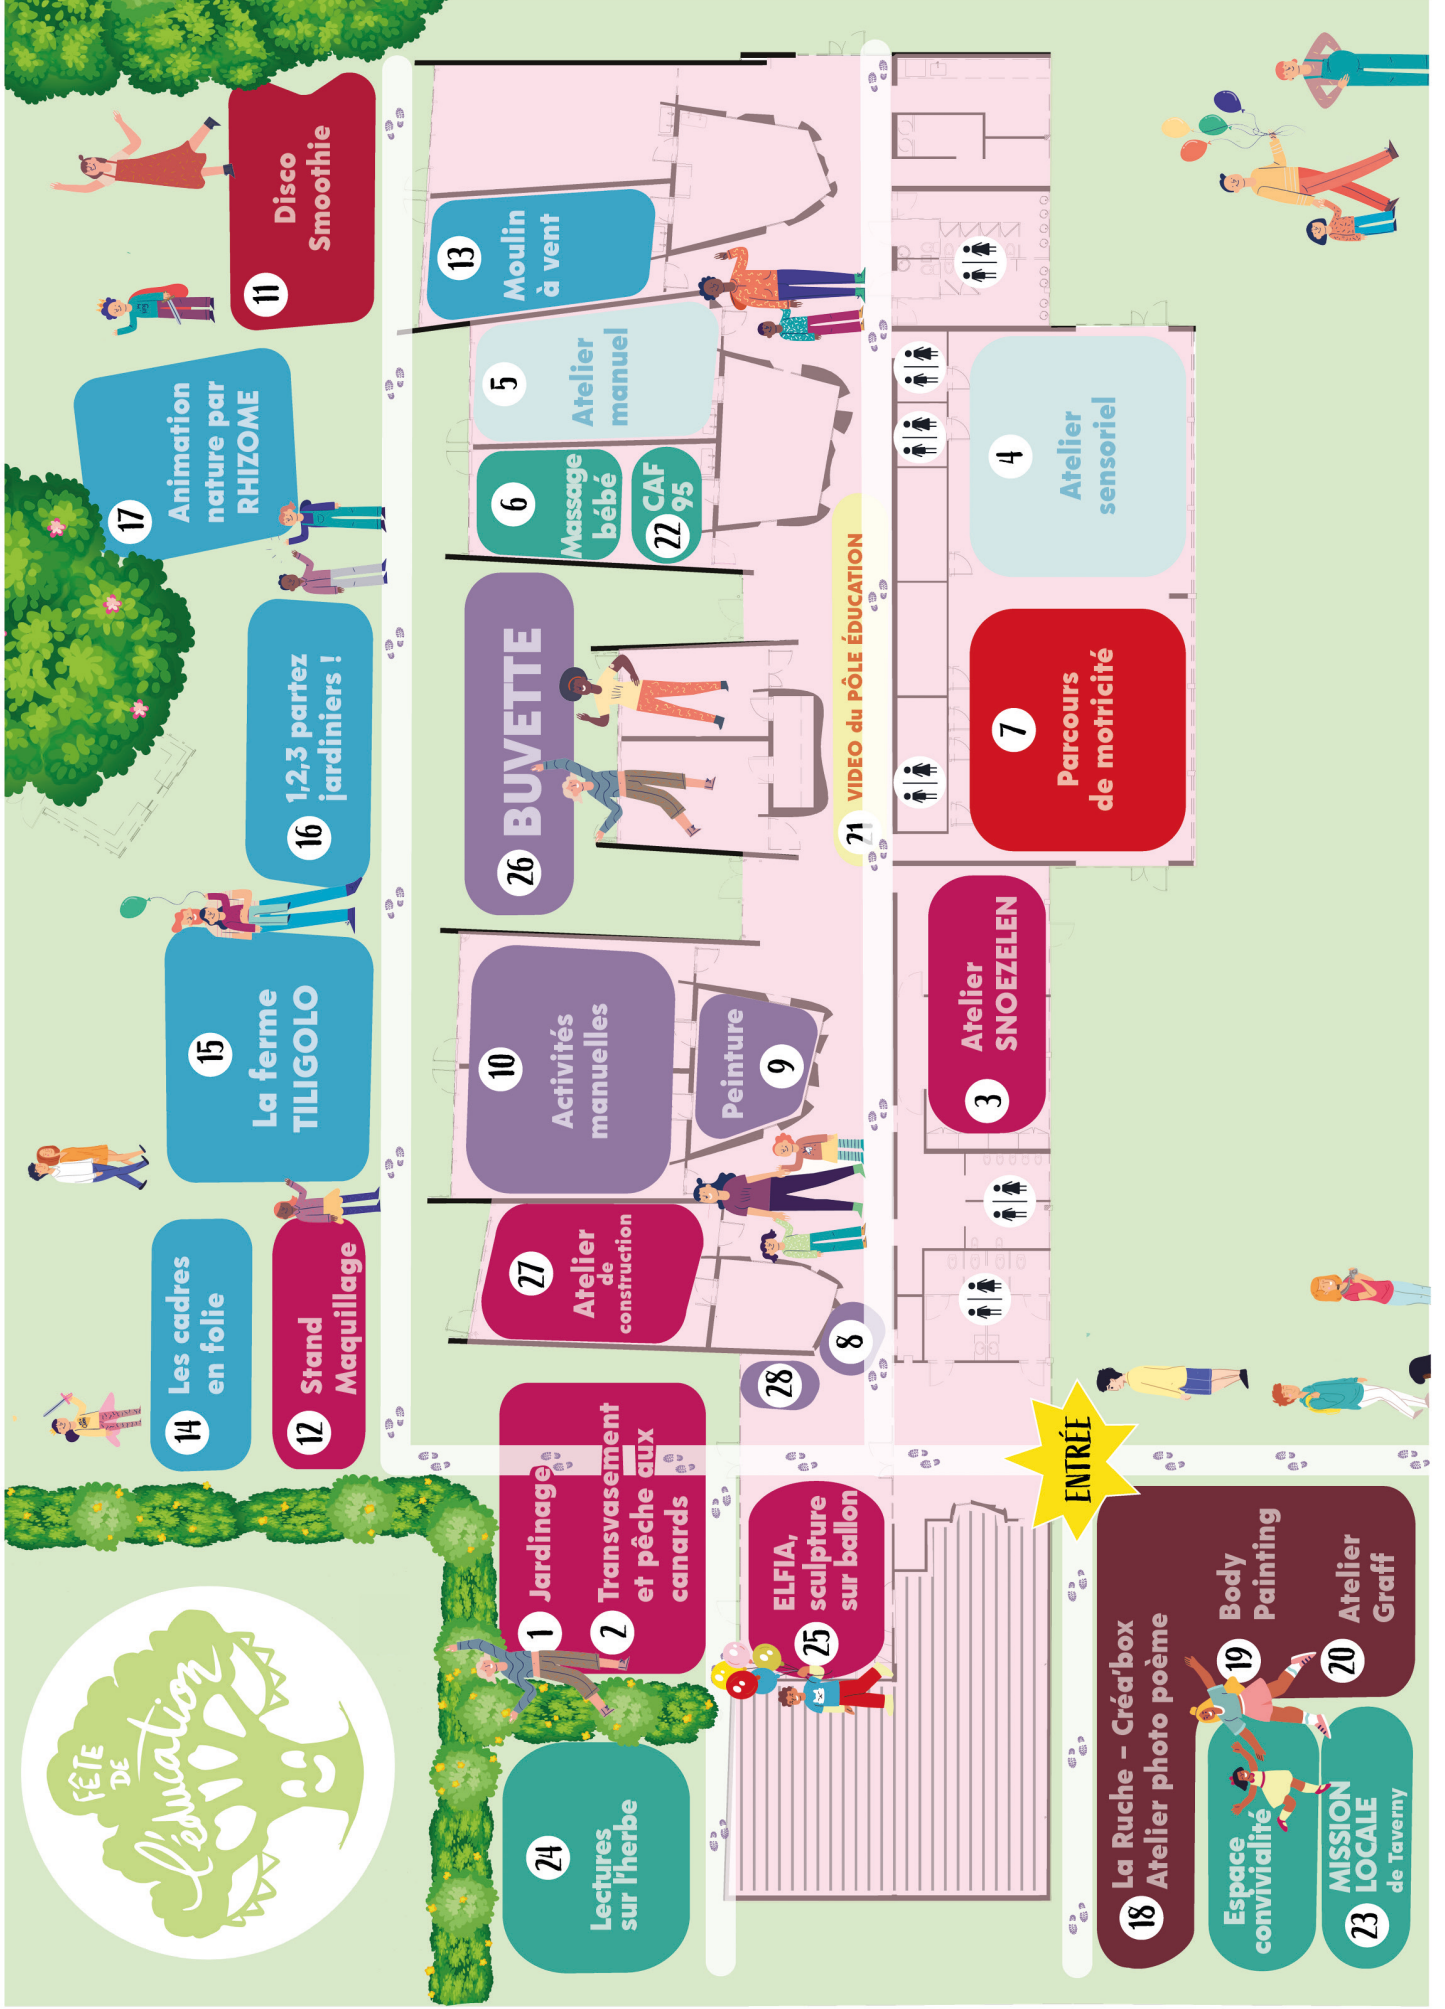 FÊTE
DE
l'éducation
14
Les cadres
en folie
12
Stand
Maquillage
15
La ferme
TILIGOLO
16
1,2,3 partez
jardiniers !
17
Animation
nature par
RHIZOME
11
Disco
Smoothie
24
Lectures
sur l'herbe
1
Jardinage
2
Transvasement
et pêche aux
canards
27
Atelier
de
construction
10
Activités
manuelles
9
Peinture
26
BUVETTE
6
Massage
bébé
22
CAF
95
5
Atelier
manuel
13
Moulin
à vent
25
ELFIA,
sculpture
sur ballon
28
8
21
VIDEO du PÔLE ÉDUCATION
3
Atelier
SNOEZELEN
7
Parcours
de motricité
4
Atelier
sensoriel
ENTRÉE
18
La Ruche – Créa'box
Atelier photo poème
19
Body
Painting
20
Atelier
Graff
Espace
convivialité
23
MISSION
LOCALE
de Taverny